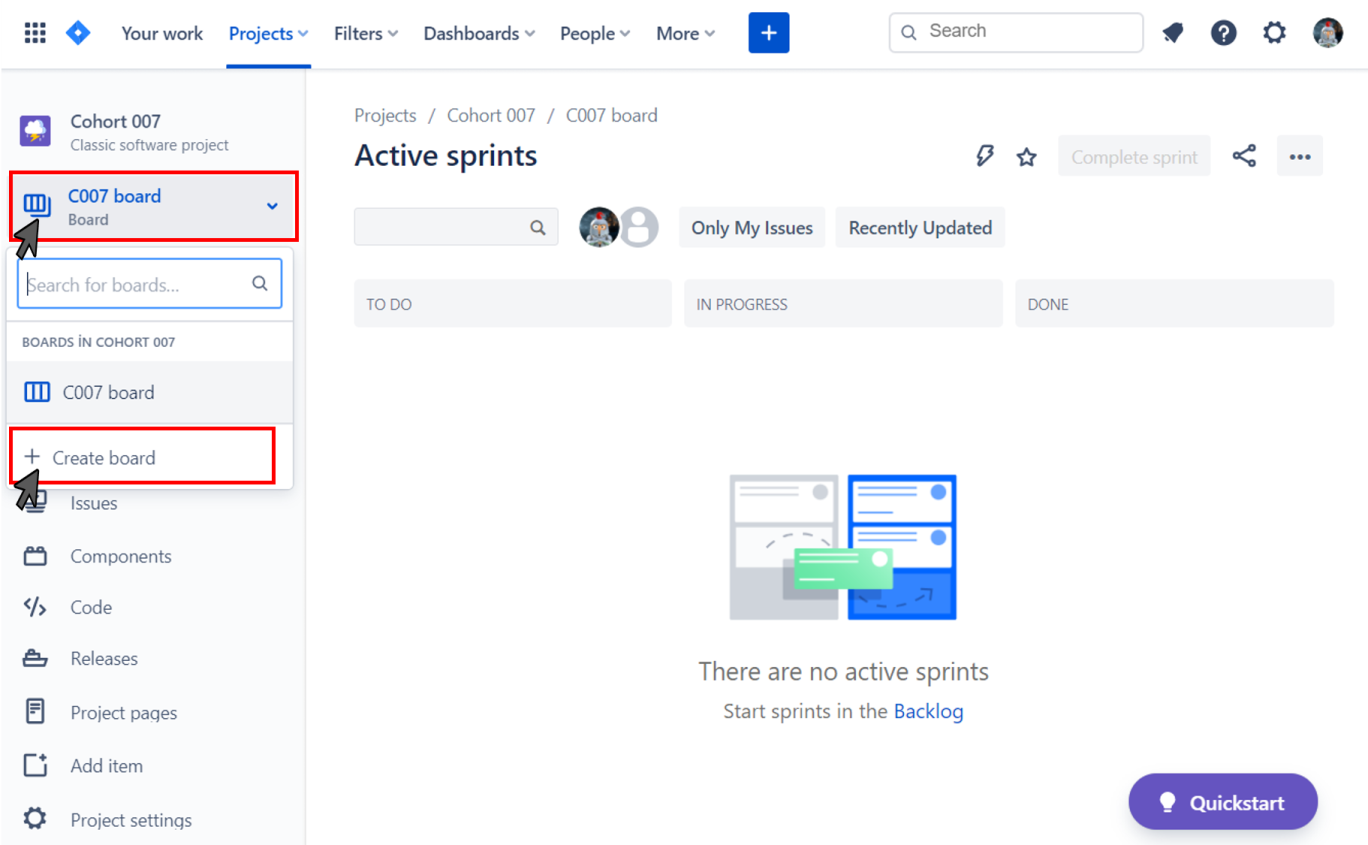 Your work Projects Filters Dashboards People More + Search
Cohort 007
Classic software project
C007 board
Board
Search for boards...
BOARDS İN COHORT 007
C007 board
+ Create board
Issues
Components
Code
Releases
Project pages
Add item
Project settings
Projects / Cohort 007 / C007 board
Active sprints
Complete sprint
Only My Issues Recently Updated
TO DO IN PROGRESS DONE
There are no active sprints
Start sprints in the Backlog
Quickstart